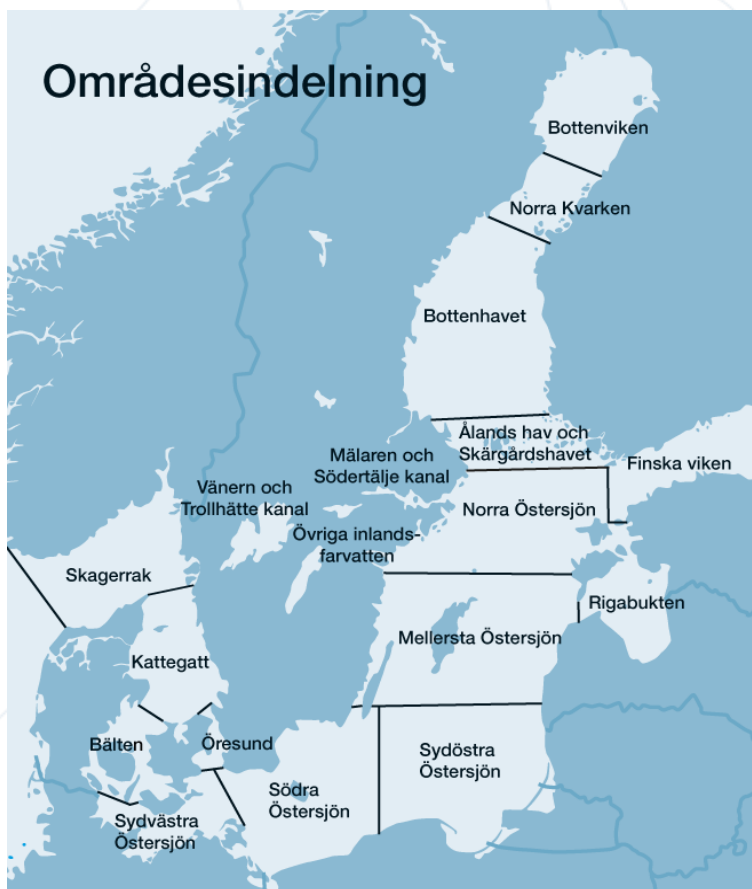 Områdesindelning
Bottenviken
Norra Kvarken
Bottenhavet
Ålands hav och
Skärgårdshavet
Finska viken
Mälaren och
Södertälje kanal
Vänern och
Trollhätte kanal
Norra Östersjön
Övriga inlands-
farvatten
Skagerrak
Rigabukten
Mellersta Östersjön
Kattegatt
Bälten
Öresund
Sydöstra
Östersjön
Södra
Östersjön
Sydvästra
Östersjön